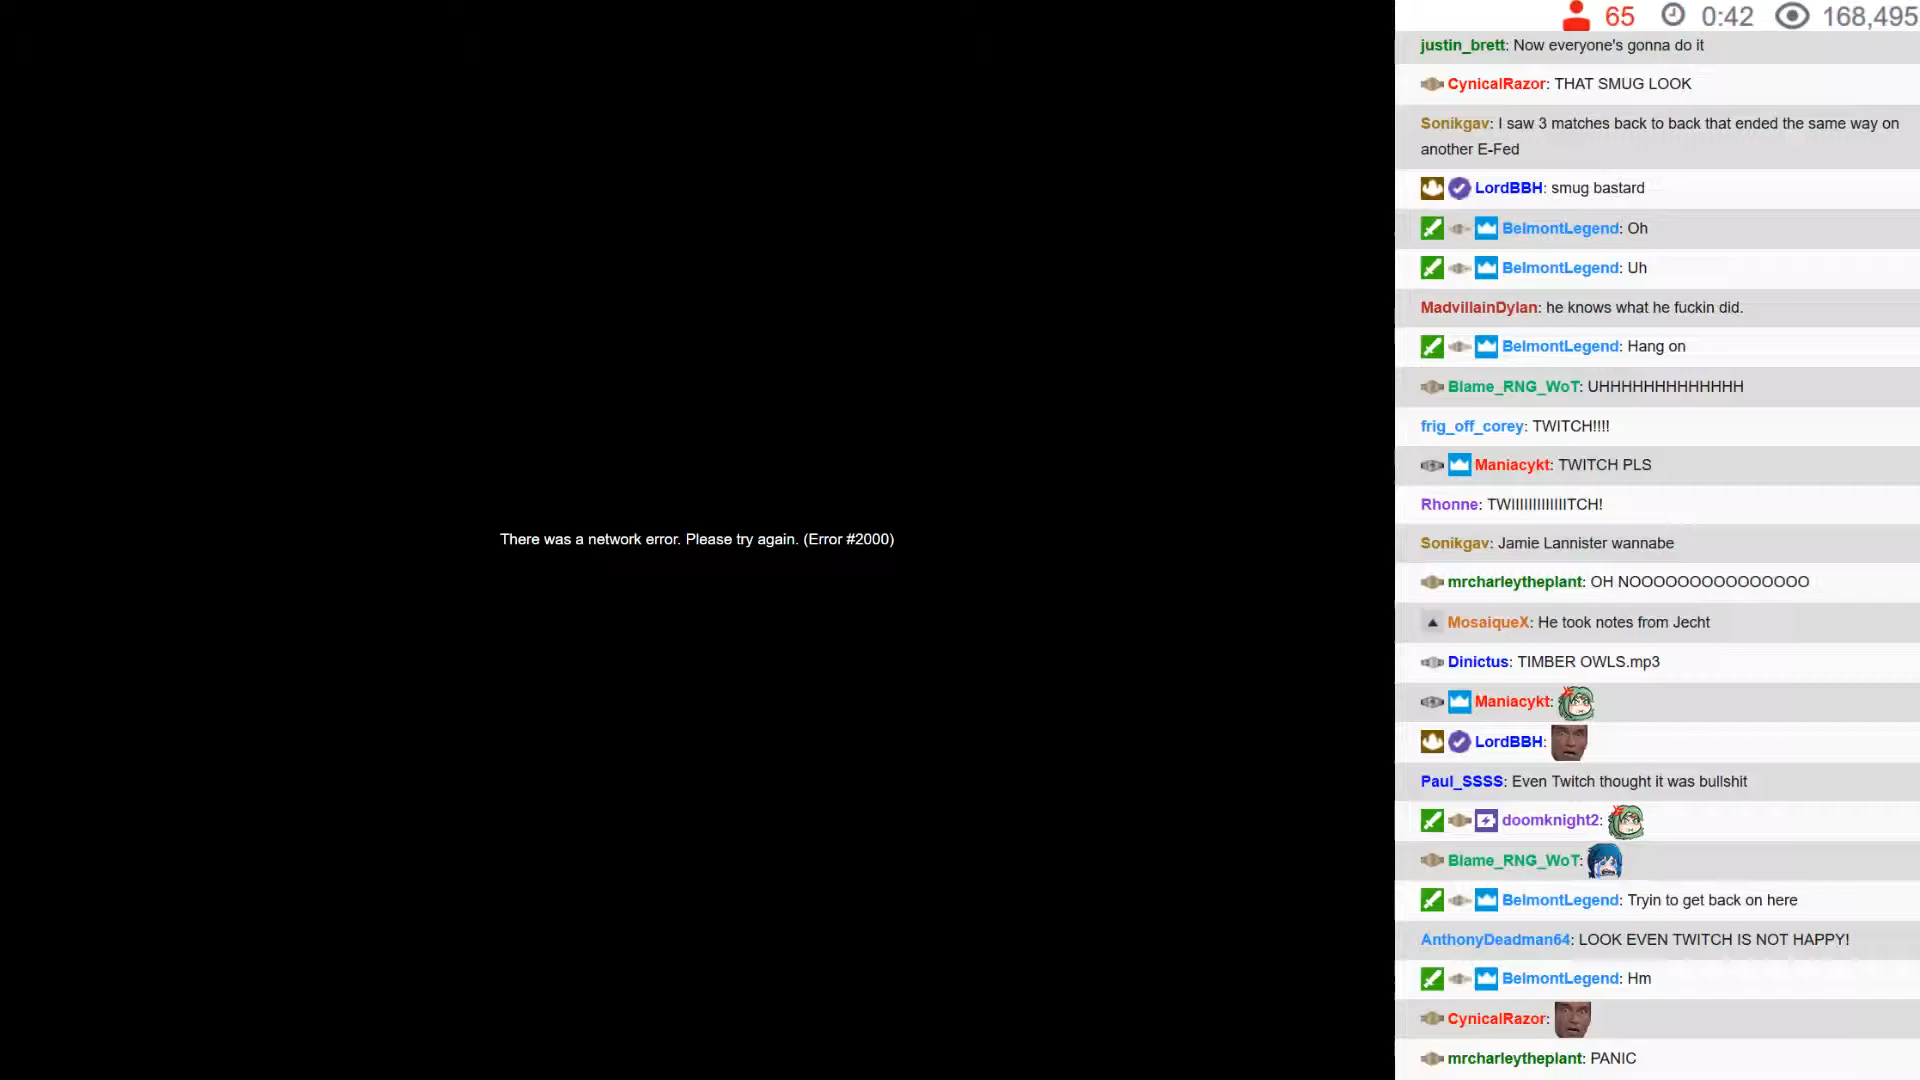 65 0:42 168,495
justin_brett: Now everyone's gonna do it
CynicalRazor: THAT SMUG LOOK
Sonikgav: I saw 3 matches back to back that ended the same way on
another E-Fed
LordBBH: smug bastard
BelmontLegend: Oh
BelmontLegend: Uh
MadvillainDylan: he knows what he fuckin did.
BelmontLegend: Hang on
Blame_RNG_WoT: UHHHHHHHHHHHHH
frig_off_corey: TWITCH!!!!
Maniacykt: TWITCH PLS
Rhonne: TWIIIIIIIIIIIITCH!
There was a network error. Please try again. (Error #2000)
Sonikgav: Jamie Lannister wannabe
mrcharleytheplant: OH NOOOOOOOOOOOOOOO
MosaiqueX: He took notes from Jecht
Dinictus: TIMBER OWLS.mp3
Maniacykt:
LordBBH:
Paul_SSSS: Even Twitch thought it was bullshit
doomknight2:
Blame_RNG_WoT:
BelmontLegend: Tryin to get back on here
AnthonyDeadman64: LOOK EVEN TWITCH IS NOT HAPPY!
BelmontLegend: Hm
CynicalRazor:
mrcharleytheplant: PANIC